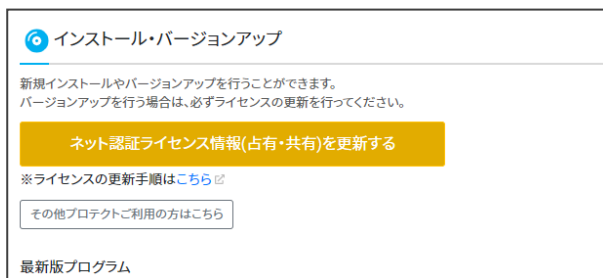 インストール・バージョンアップ
新規インストールやバージョンアップを行うことができます。
バージョンアップを行う場合は、必ずライセンスの更新を行ってください。
ネット認証ライセンス情報(占有・共有)を更新する
※ライセンスの更新手順はこちら
その他プロテクトご利用の方はこちら
最新版プログラム